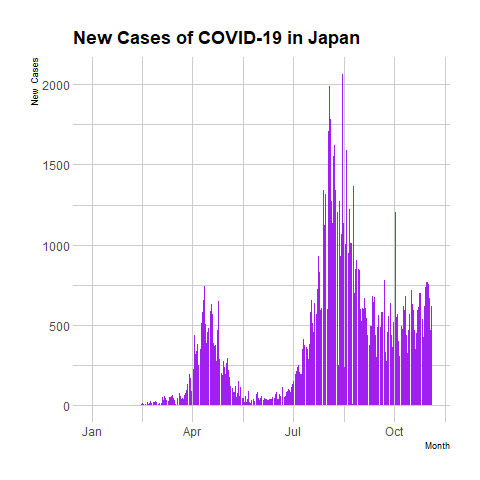 New Cases of COVID-19 in Japan
New Cases
2000
1500
1000
500
0
Jan Apr Jul Oct
Month